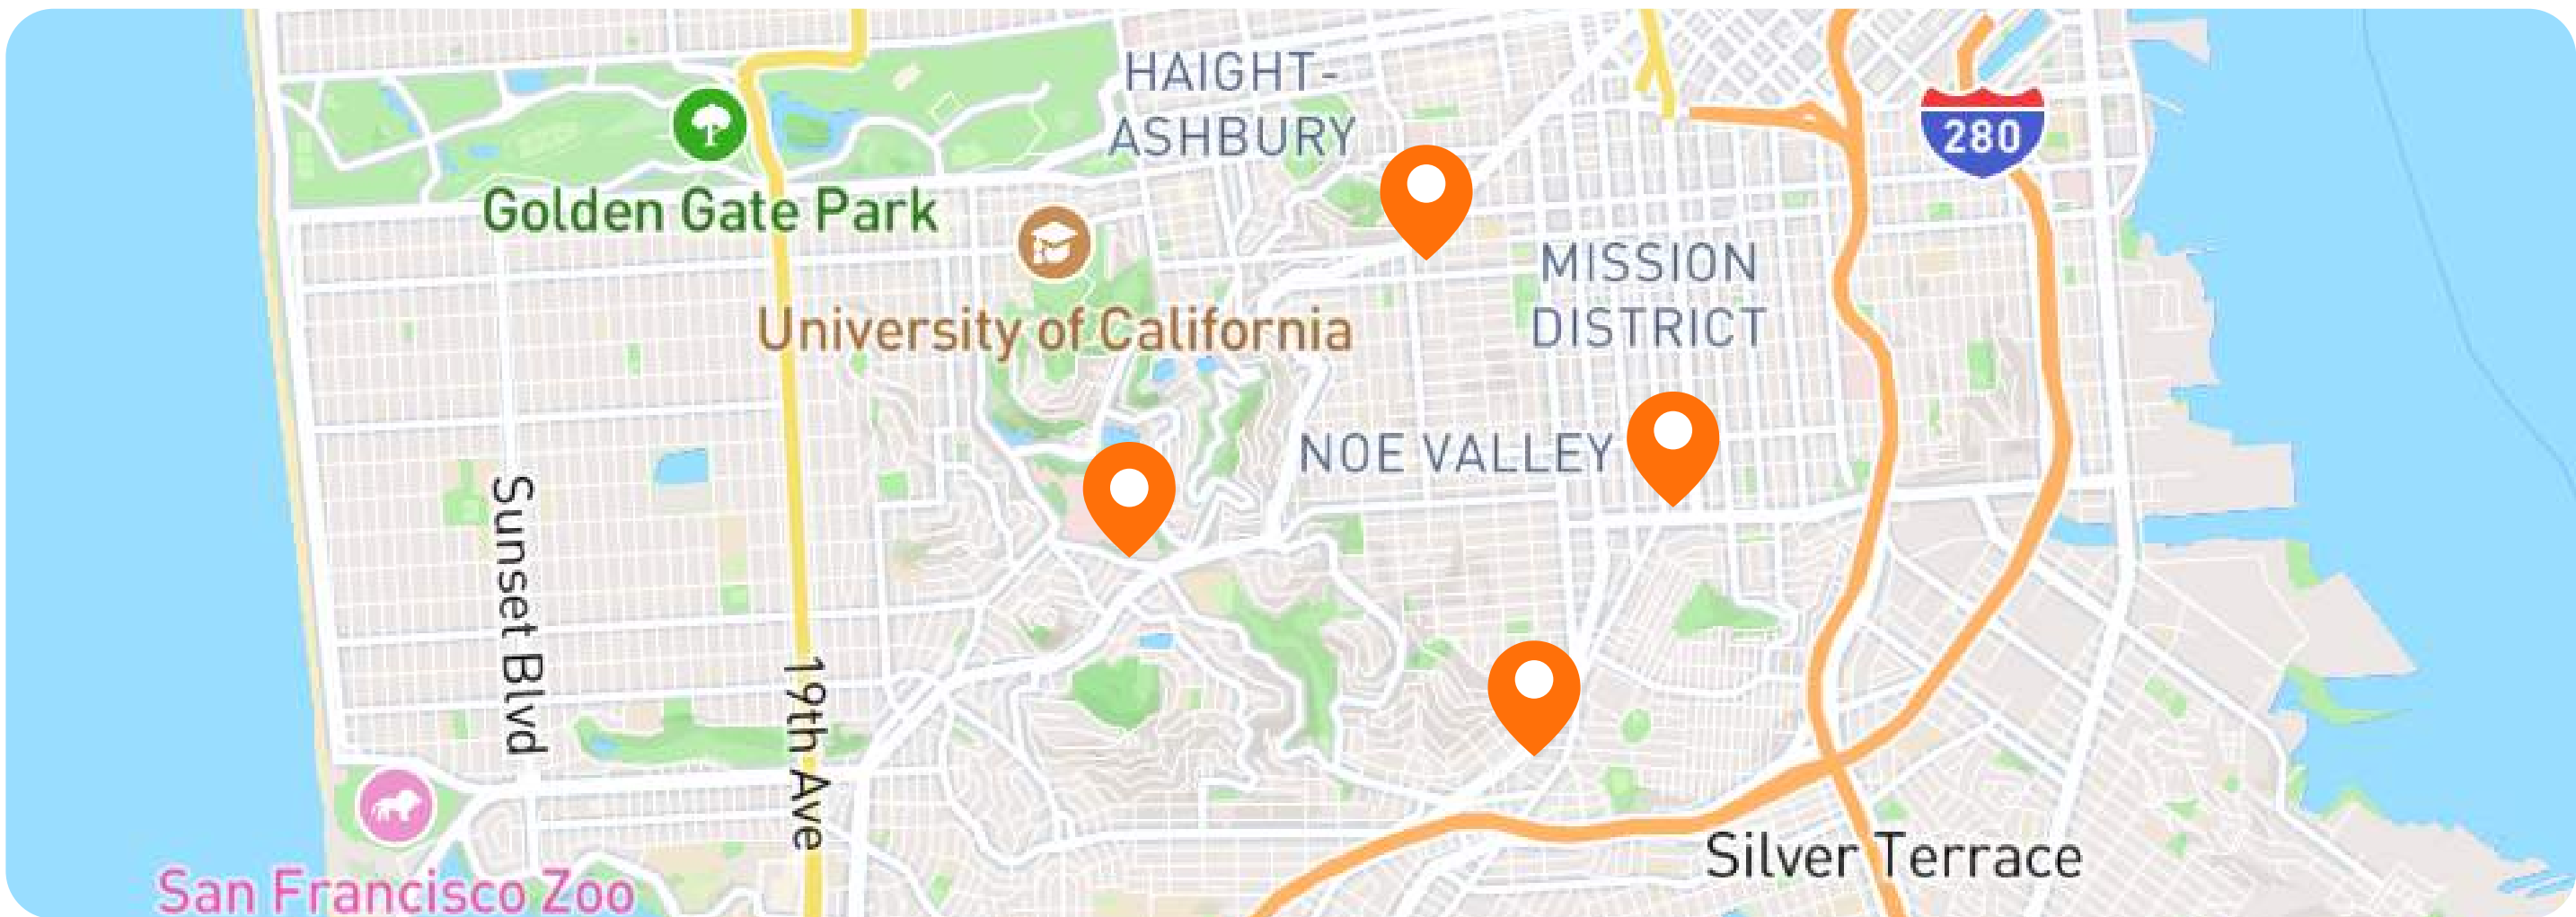 HAIGHT-
ASHBURY
280
Golden Gate Park
MISSION
DISTRICT
University of California
NOE VALLEY
Sunset Blvd
19th Ave
Silver Terrace
San Francisco Zoo